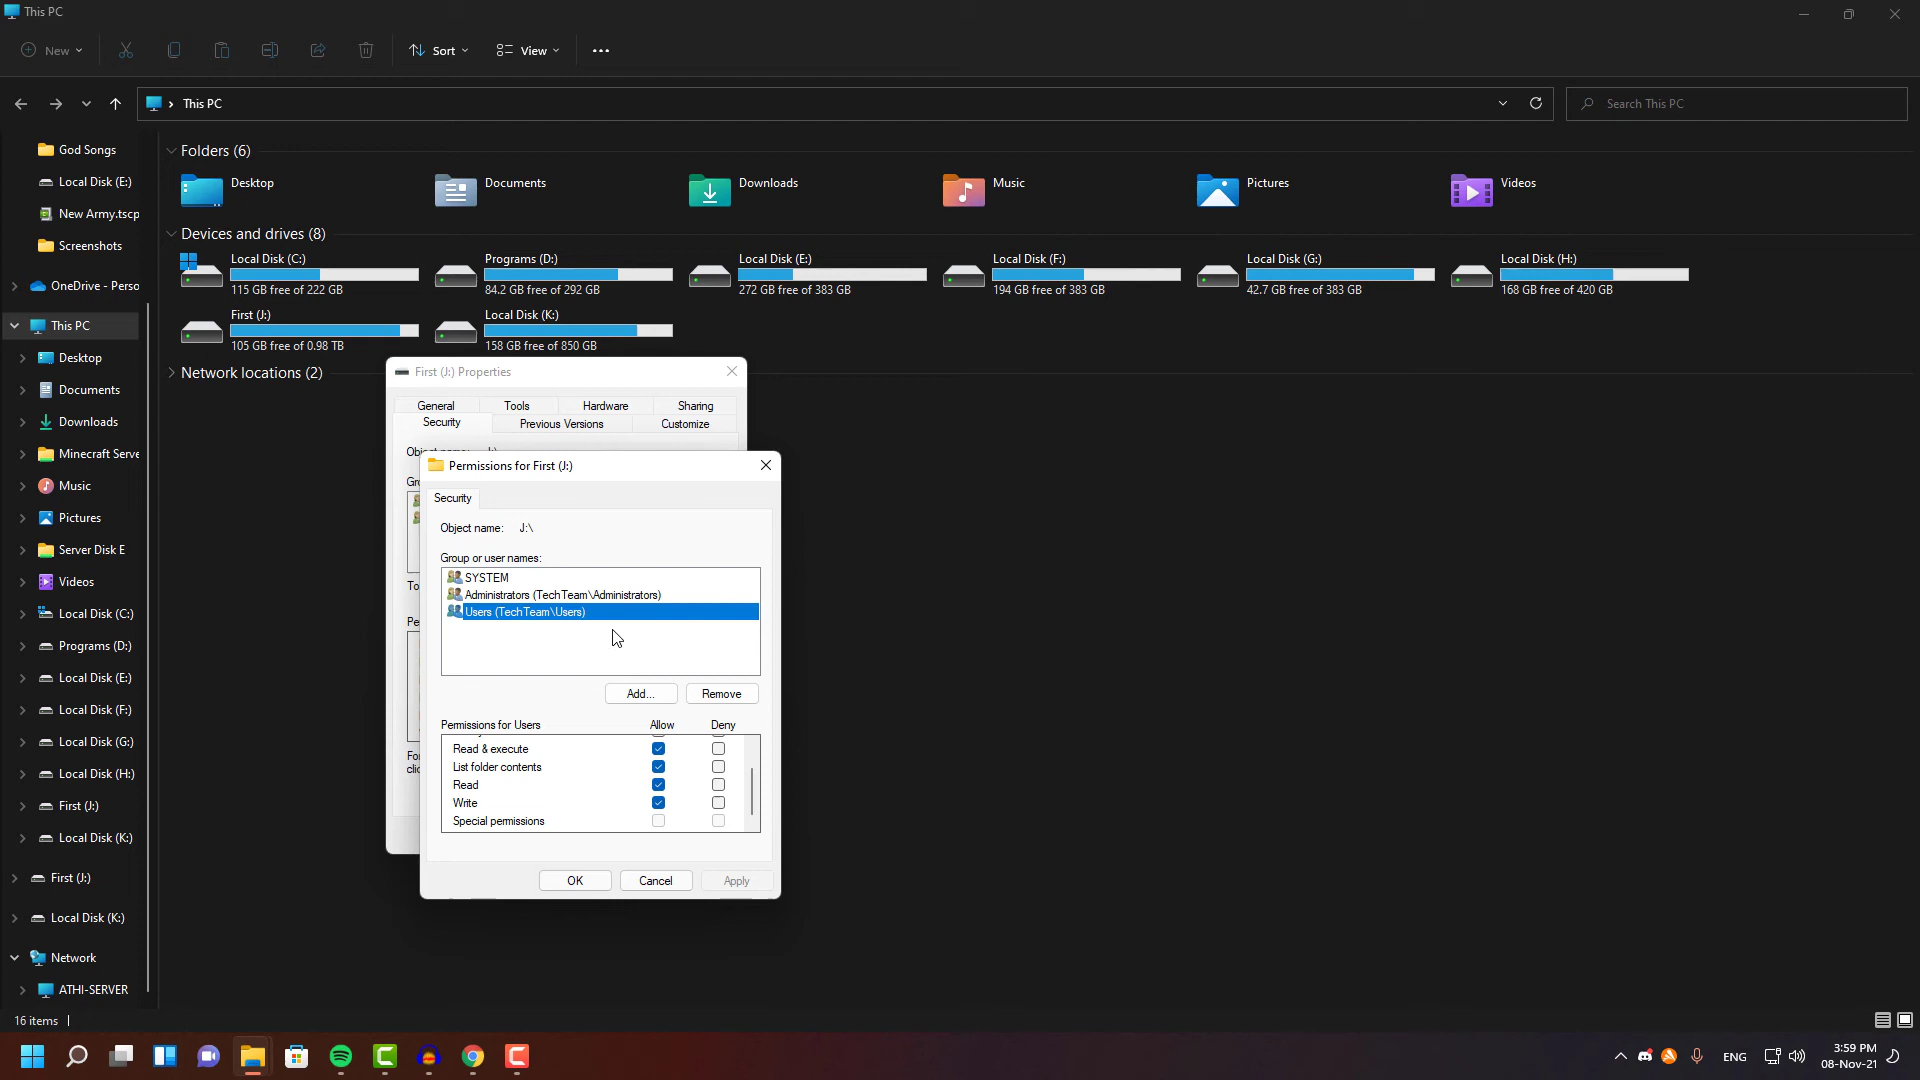 This PC
New
Sort
View
This PC
Search This PC
God Songs
Local Disk (E:)
New Army.tscp
Screenshots
OneDrive - Perso
This PC
Desktop
Documents
Downloads
Minecraft Serve
Music
Pictures
Server Disk E
Videos
Local Disk (C:)
Programs (D:)
Local Disk (E:)
Local Disk (F:)
Local Disk (G:)
Local Disk (H:)
First (J:)
Local Disk (K:)
First (J:)
Local Disk (K:)
Network
ATHI-SERVER
Folders (6)
Desktop
Documents
Downloads
Music
Pictures
Videos
Devices and drives (8)
Local Disk (C:)
115 GB free of 222 GB
Programs (D:)
84.2 GB free of 292 GB
Local Disk (E:)
272 GB free of 383 GB
Local Disk (F:)
194 GB free of 383 GB
Local Disk (G:)
42.7 GB free of 383 GB
Local Disk (H:)
168 GB free of 420 GB
First (J:)
105 GB free of 0.98 TB
Local Disk (K:)
158 GB free of 850 GB
Network locations (2)
First (J:) Properties
General Tools Hardware Sharing
Security Previous Versions Customize
Permissions for First (J:)
Security
Object name: J:\
Group or user names:
SYSTEM
Administrators (TechTeam\Administrators)
Users (TechTeam\Users)
Add... Remove
Permissions for Users Allow Deny
Read & execute
List folder contents
Read
Write
Special permissions
OK Cancel Apply
16 items
ENG
3:59 PM
08-Nov-21